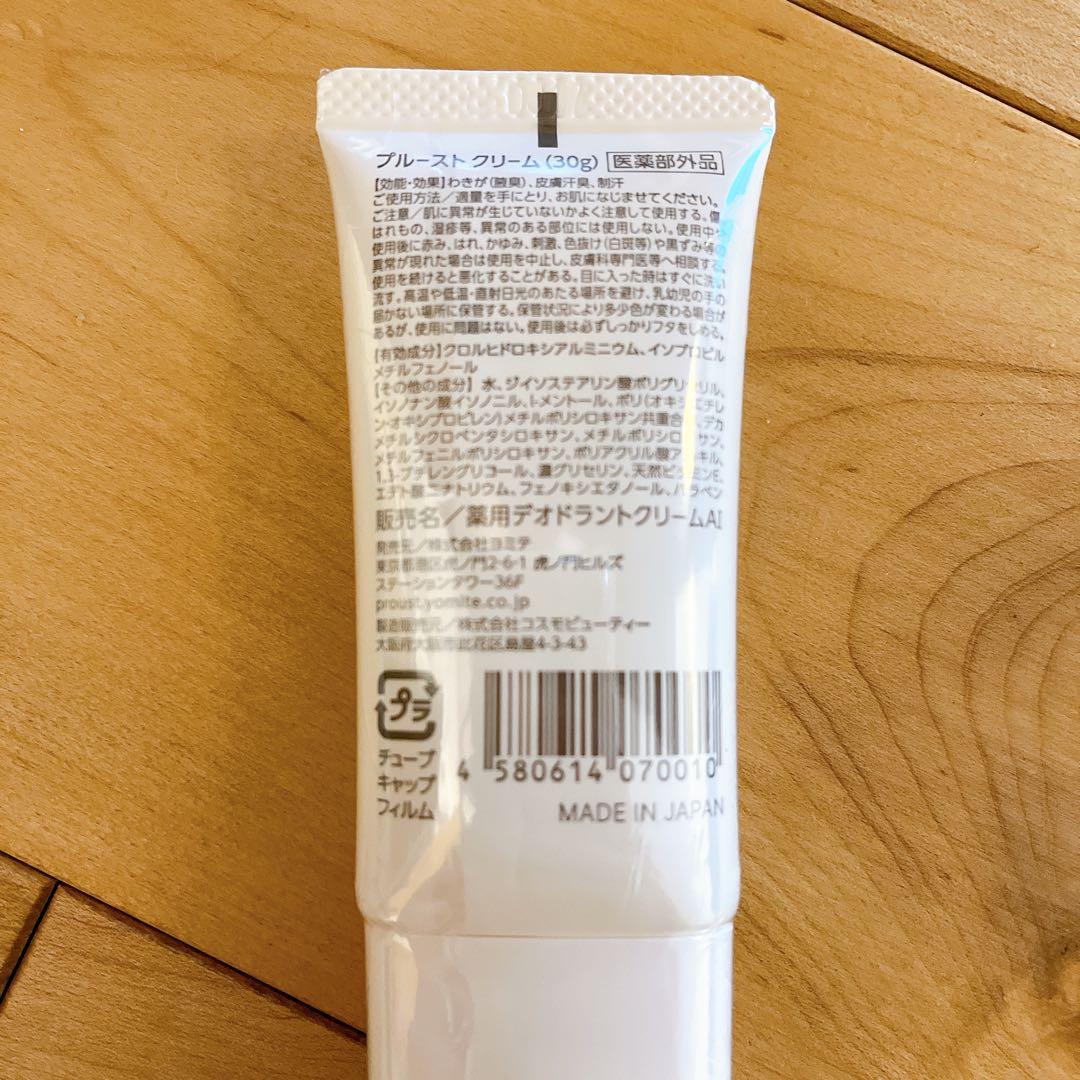 プルースト クリーム(30g) 医薬部外品
【効能・効果】わきが(腋臭)、皮膚汗臭、制汗
ご使用方法/適量を手にとり、お肌になじませてください。
ご注意/肌に異常が生じていないかよく注意して使用する。傷
はれもの、湿疹等、異常のある部位には使用しない。使用中や
使用後に赤み、はれ、かゆみ、刺激、色抜け(白斑等)や黒ずみ等の
異常が現れた場合は使用を中止し、皮膚科専門医等へ相談する。
使用を続けると悪化することがある。目に入った時はすぐに洗い
流す。高温や低温・直射日光のあたる場所を避け、乳幼児の手の
届かない場所に保管する。保管状況により多少色が変わる場合が
あるが、使用に問題はない。使用後は必ずしっかりフタをしめる。
【有効成分】クロルヒドロキシアルミニウム、イソプロピル
メチルフェノール
【その他の成分】水、ジイソステアリン酸ポリグリセリル、
イソノナン酸イソノニル、l-メントール、ポリ(オキシエチレ
ン・オキシプロピレン)メチルポリシロキサン共重合体、デカ
メチルシクロペンタシロキサン、メチルポリシロキサン、
メチルフェニルポリシロキサン、ポリアクリル酸アルキル、
1,3-ブチレングリコール、濃グリセリン、天然ビタミンE、
エデト酸二ナトリウム、フェノキシエタノール、パラベン
販売名/薬用デオドラントクリームAI
発売元/株式会社ヨミテ
東京都港区虎ノ門2-6-1 虎ノ門ヒルズ
ステーションタワー36F
proust.yomite.co.jp
製造販売元/株式会社コスモビューティー
大阪府大阪市此花区島屋4-3-43
プラ
チューブ
キャップ
フィルム
4 580614 070010
MADE IN JAPAN